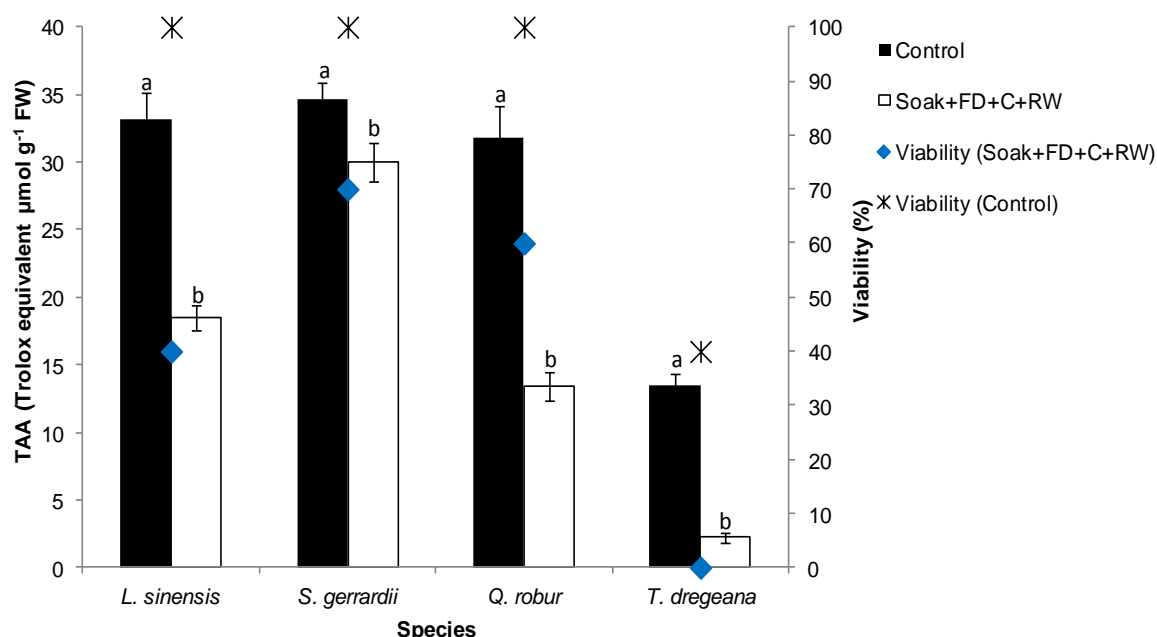 TAA (Trolox equivalent µmol g⁻¹ FW)
40
35
30
25
20
15
10
5
0
a
b
a
b
a
b
a
b
L. sinensis
S. gerrardii
Q. robur
T. dregeana
Species
100
90
80
70
60
50
40
30
20
10
0
Viability (%)
Control
Soak+FD+C+RW
Viability (Soak+FD+C+RW)
Viability (Control)